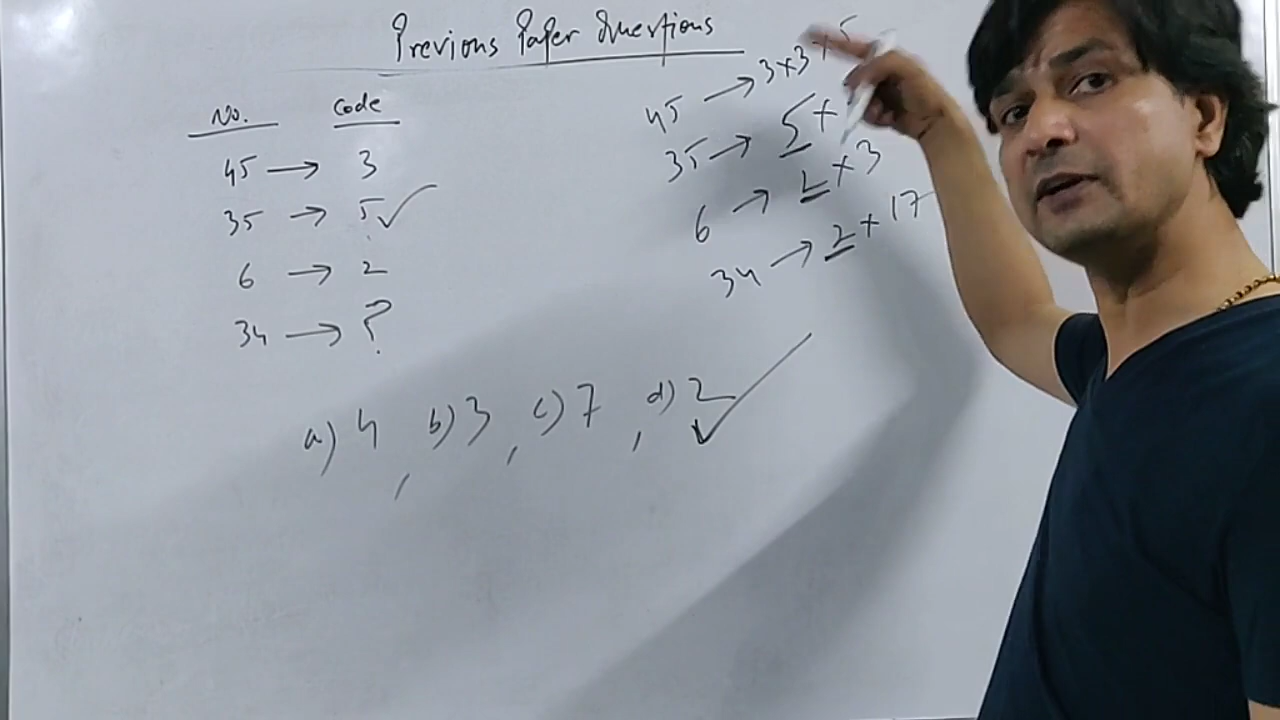 Previous Paper Questions
No. Code
45 → 3
35 → 5 ✓
6 → 2
34 → ?
a) 4 , b) 3 , c) 7 , d) 2 ✓
45 → 3×3×5
35 → 5×
6 → 2×3
34 → 2×17